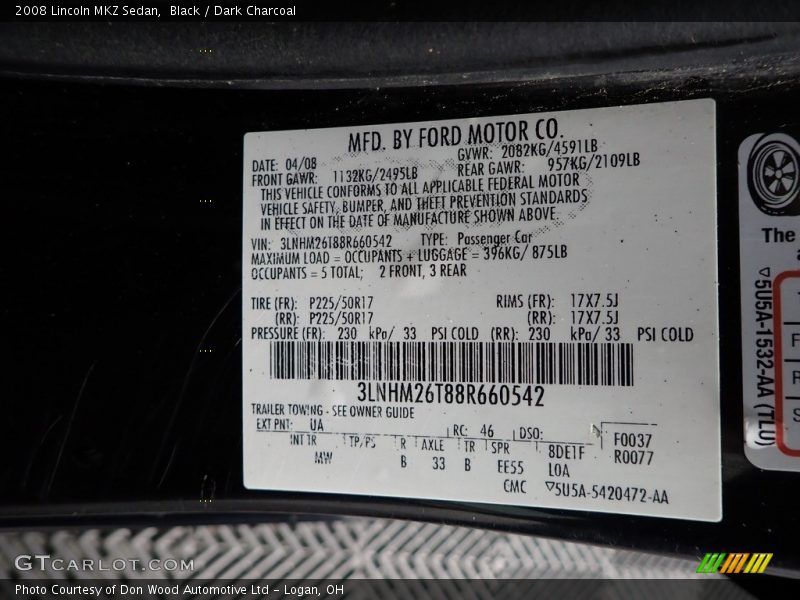 2008 Lincoln MKZ Sedan,  Black / Dark Charcoal
MFD. BY FORD MOTOR CO.
DATE: 04/08 GVWR: 2082KG/4591LB
FRONT GAWR: 1132KG/2495LB REAR GAWR: 957KG/2109LB
THIS VEHICLE CONFORMS TO ALL APPLICABLE FEDERAL MOTOR
VEHICLE SAFETY, BUMPER, AND THEFT PREVENTION STANDARDS
IN EFFECT ON THE DATE OF MANUFACTURE SHOWN ABOVE.
VIN: 3LNHM26T88R660542 TYPE: Passenger Car
MAXIMUM LOAD = OCCUPANTS + LUGGAGE = 396KG/ 875LB
OCCUPANTS = 5 TOTAL; 2 FRONT, 3 REAR
TIRE (FR): P225/50R17 RIMS (FR): 17X7.5J
(RR): P225/50R17 (RR): 17X7.5J
PRESSURE (FR): 230 kPa/ 33 PSI COLD (RR): 230 kPa/ 33 PSI COLD
3LNHM26T88R660542
TRAILER TOWING - SEE OWNER GUIDE
EXT PNT: UA RC: 46 DSO: F0037
INT TR TP/PS R AXLE TR SPR 8DETF R0077
MW B 33 B EE55 LOA
CMC ▽5U5A-5420472-AA
The
▽5U5A-1532-AA (TLU)
F
R
S
GTCARLOT.COM
Photo Courtesy of Don Wood Automotive Ltd - Logan, OH